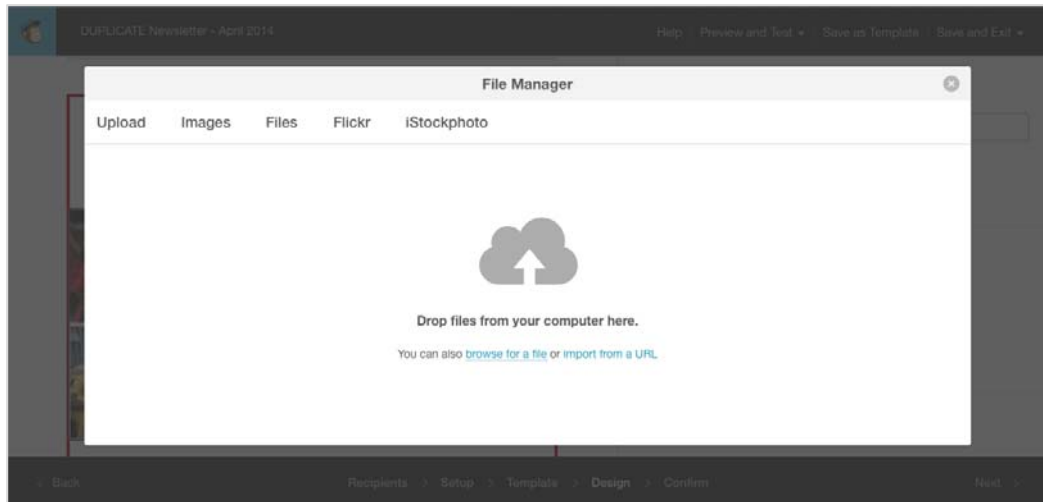 DUPLICATE Newsletter - April 2014
Help Preview and Test Save as Template Save and Exit
File Manager
Upload Images Files Flickr iStockphoto
Drop files from your computer here.
You can also browse for a file or import from a URL
‹ Back Recipients > Setup > Template > Design > Confirm Next ›